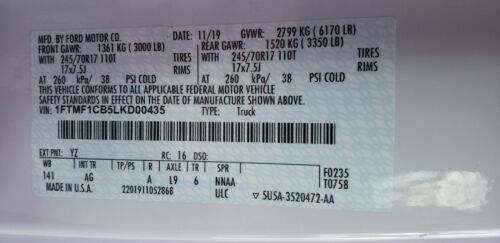 MFD. BY FORD MOTOR CO. 11/19 GVWR: 2799 KG ( 6170 LB)
FRONT GAWR: 1361 KG ( 3000 LB) REAR GAWR: 1520 KG ( 3350 LB)
245/70R17 110T WITH TIRES 245/70R17 110T WITH TIRES
17x7.5J RIMS 17x7.5J RIMS
AT 260 kPa/ 38 PSI COLD AT 260 kPa/ 38 PSI COLD
THIS VEHICLE CONFORMS TO ALL APPLICABLE FEDERAL MOTOR VEHICLE
SAFETY STANDARDS IN EFFECT ON THE DATE OF MANUFACTURE SHOWN ABOVE.
VIN: 1FTMF1CB5LKD00435 TYPE: Truck
EXT PNT: YZ RC: 16 DSO:
WB INT TR TP/PS R AXLE TR SPR F0235
141 AG A L9 6 NNAA T0758
2201911052868 ULC 5U5A-3520472-AA